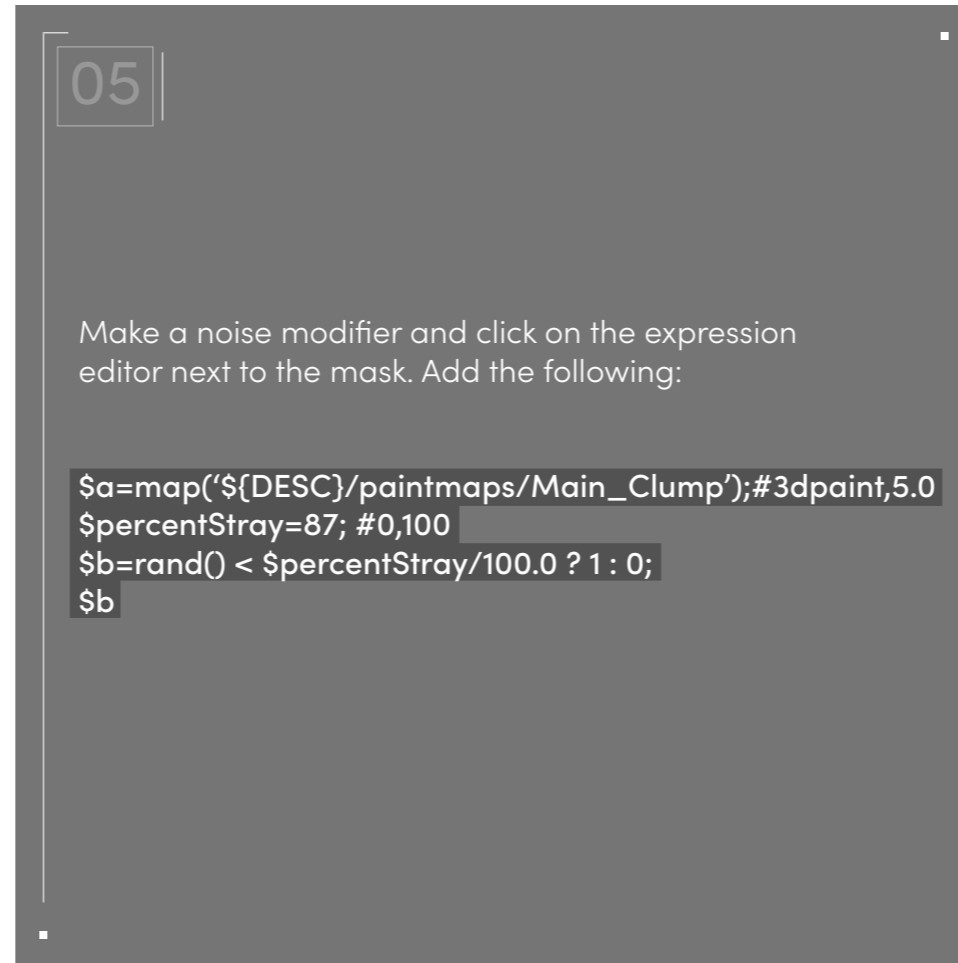 05
Make a noise modifier and click on the expression
editor next to the mask. Add the following:
$a=map(‘${DESC}/paintmaps/Main_Clump’);#3dpaint,5.0
$percentStray=87; #0,100
$b=rand() < $percentStray/100.0 ? 1 : 0;
$b